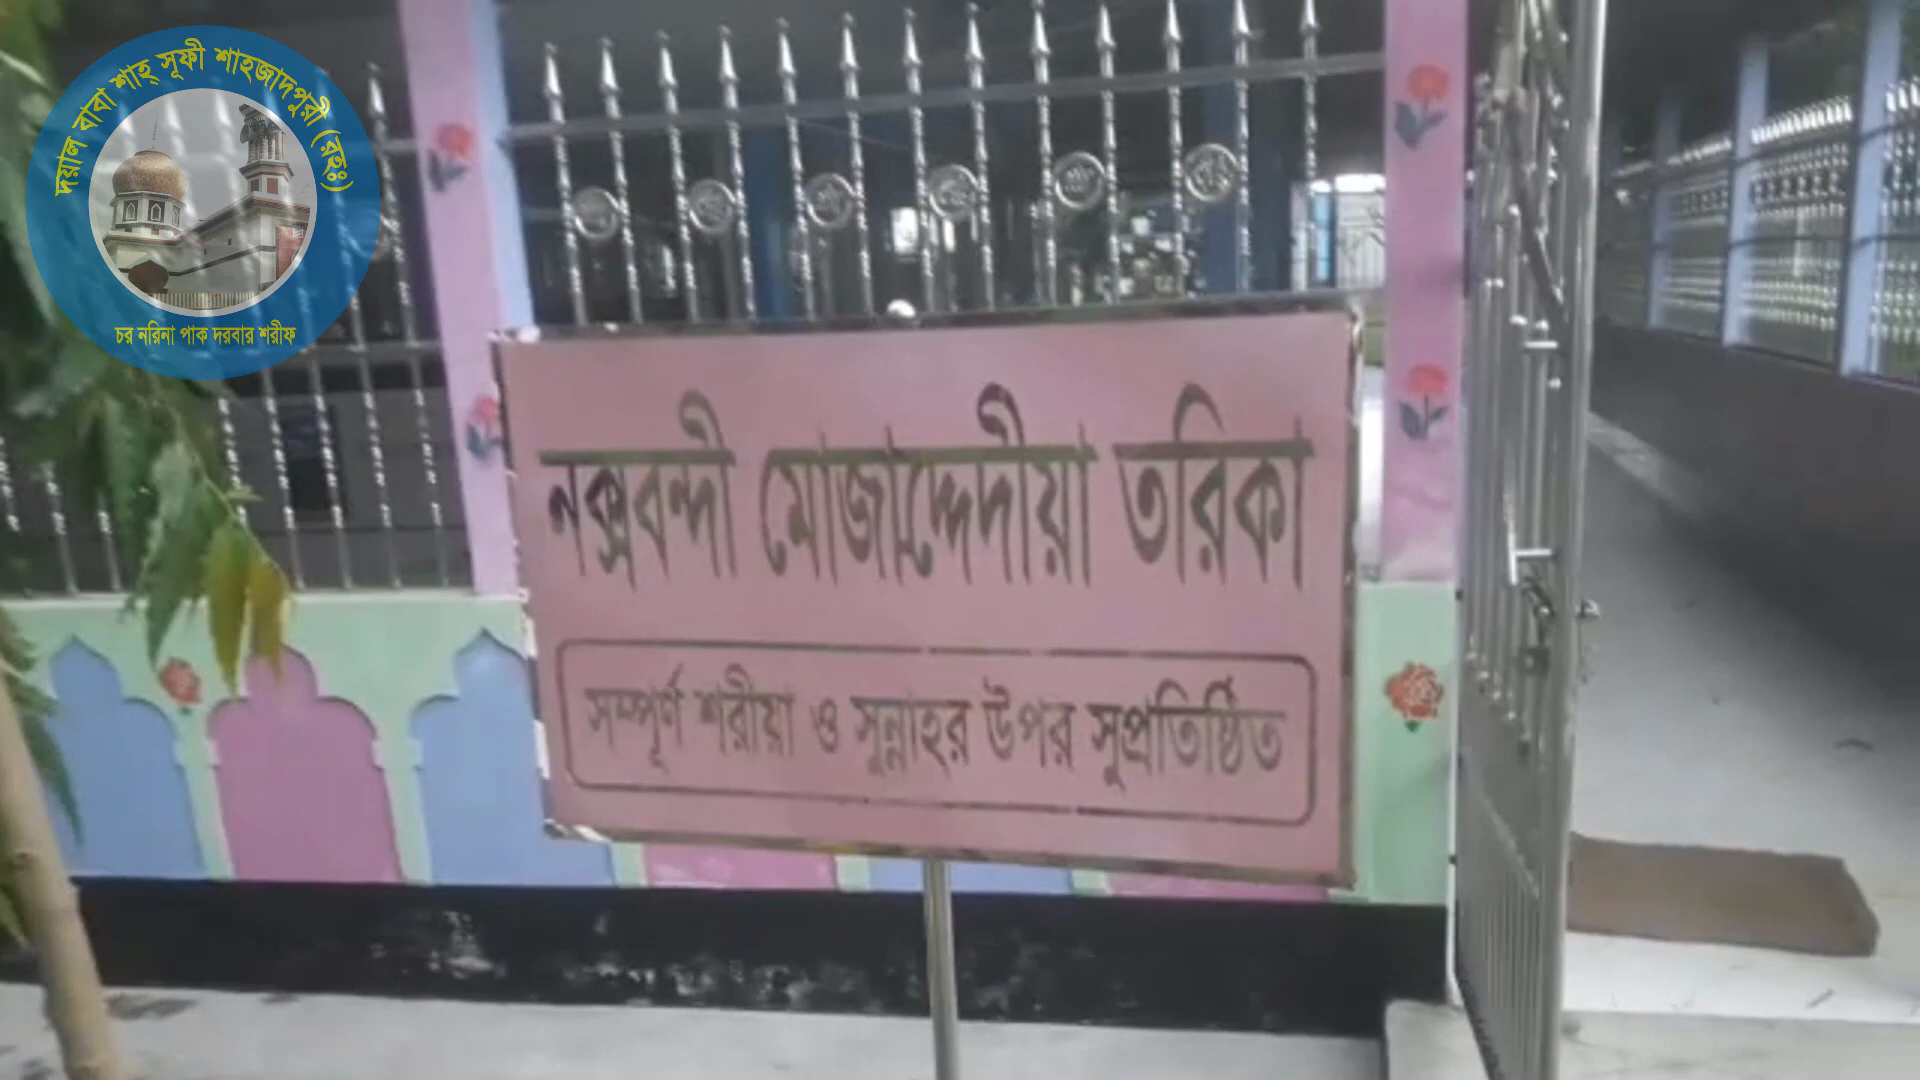 দয়াল বাবা শাহ্ সূফী শাহজাদপুরী (রহঃ)
চর নরিনা পাক দরবার শরীফ
নক্সবন্দী মোজাদ্দেদীয়া তরিকা
সম্পূর্ণ শরীয়া ও সুন্নাহর উপর সুপ্রতিষ্ঠিত